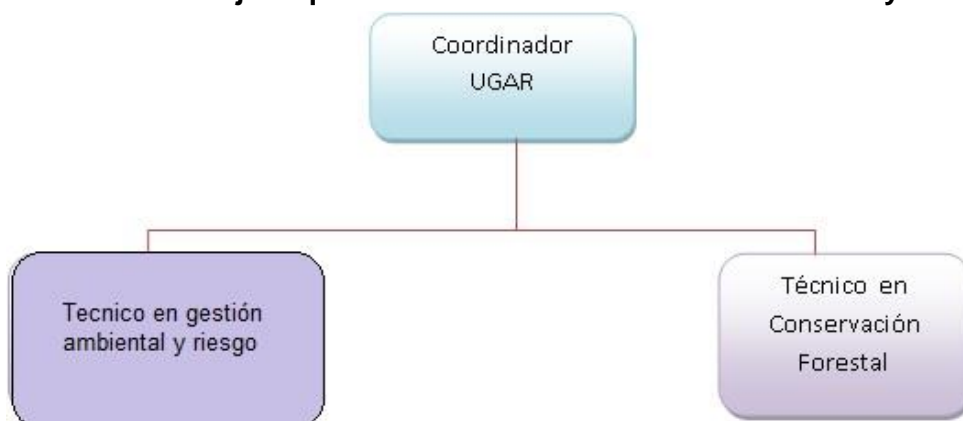 Coordinador
UGAR
Tecnico en gestión
ambiental y riesgo
Técnico en
Conservación
Forestal